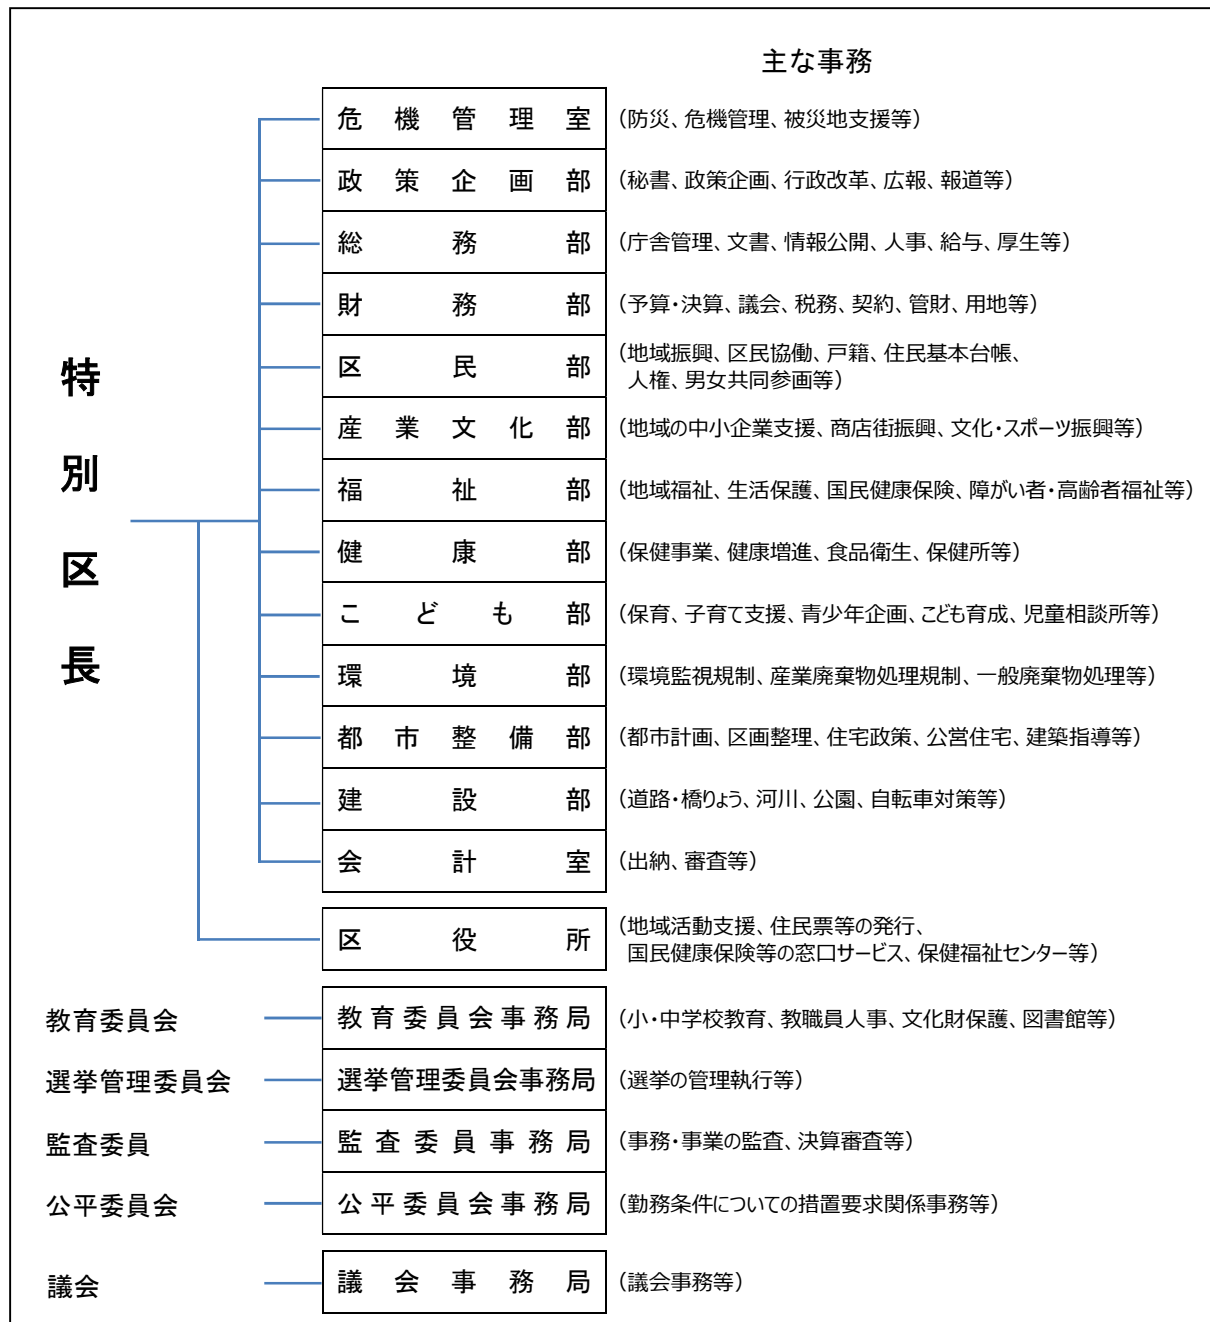 主な事務
特別区長
危機管理室 (防災、危機管理、被災地支援等)
政策企画部 (秘書、政策企画、行政改革、広報、報道等)
総務部 (庁舎管理、文書、情報公開、人事、給与、厚生等)
財務部 (予算・決算、議会、税務、契約、管財、用地等)
区民部 (地域振興、区民協働、戸籍、住民基本台帳、
人権、男女共同参画等)
産業文化部 (地域の中小企業支援、商店街振興、文化・スポーツ振興等)
福祉部 (地域福祉、生活保護、国民健康保険、障がい者・高齢者福祉等)
健康部 (保健事業、健康増進、食品衛生、保健所等)
こども部 (保育、子育て支援、青少年企画、こども育成、児童相談所等)
環境部 (環境監視規制、産業廃棄物処理規制、一般廃棄物処理等)
都市整備部 (都市計画、区画整理、住宅政策、公営住宅、建築指導等)
建設部 (道路・橋りょう、河川、公園、自転車対策等)
会計室 (出納、審査等)
区役所 (地域活動支援、住民票等の発行、
国民健康保険等の窓口サービス、保健福祉センター等)
教育委員会 教育委員会事務局 (小・中学校教育、教職員人事、文化財保護、図書館等)
選挙管理委員会 選挙管理委員会事務局 (選挙の管理執行等)
監査委員 監査委員事務局 (事務・事業の監査、決算審査等)
公平委員会 公平委員会事務局 (勤務条件についての措置要求関係事務等)
議会 議会事務局 (議会事務等)